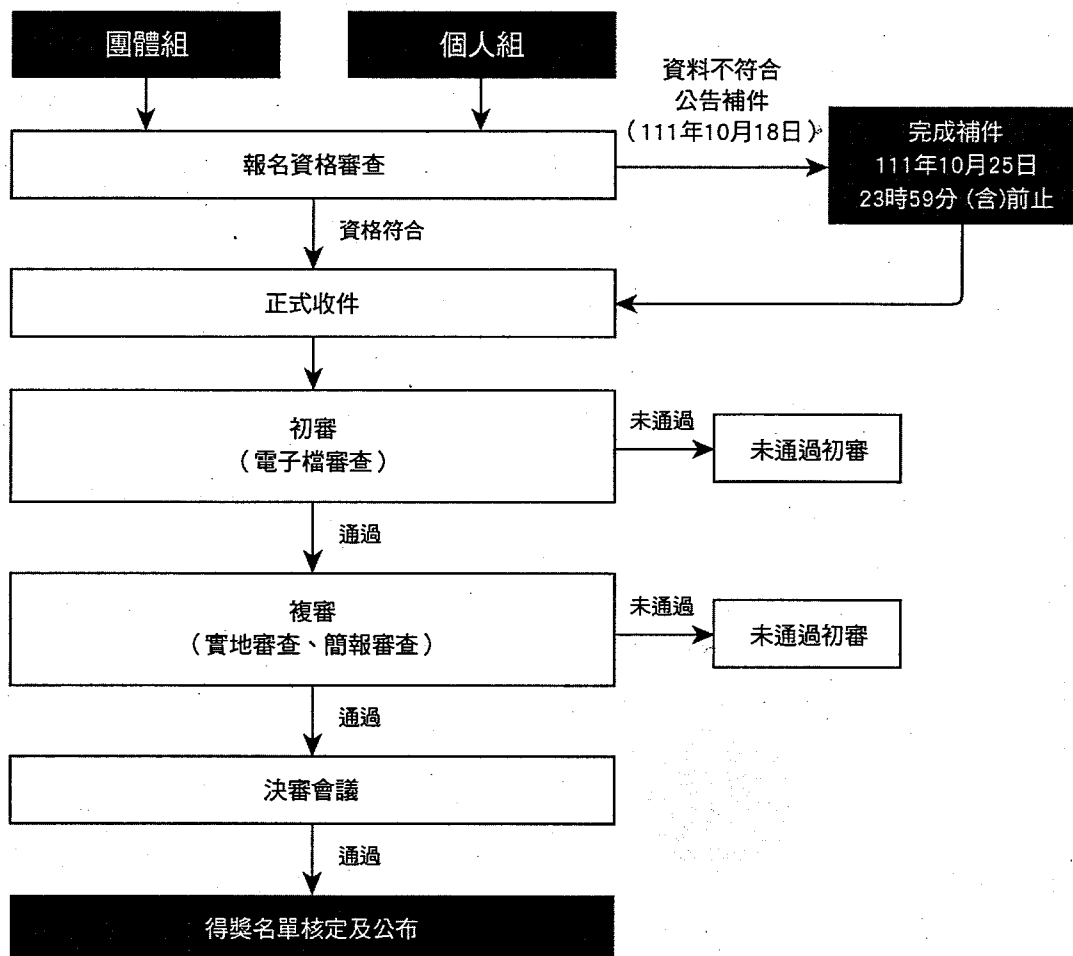 團體組
個人組
資料不符合
公告補件
（111年10月18日）
完成補件
111年10月25日
23時59分 (含)前止
報名資格審查
資格符合
正式收件
初審
（電子檔審查）
未通過
未通過初審
通過
複審
（實地審查、簡報審查）
未通過
未通過初審
通過
決審會議
通過
得獎名單核定及公布